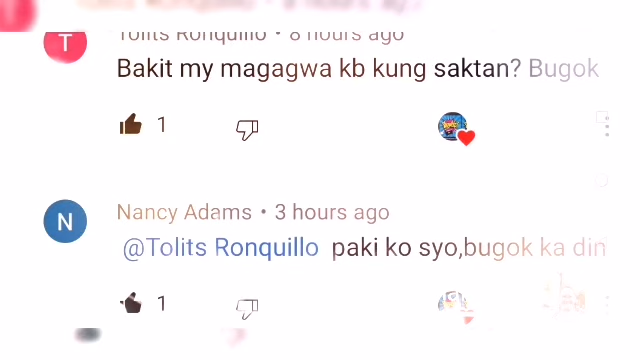 Tolits Ronquillo • 8 hours ago
T
Bakit my magagwa kb kung saktan? Bugok
1
Nancy Adams • 3 hours ago
N
@Tolits Ronquillo paki ko syo,bugok ka din
1